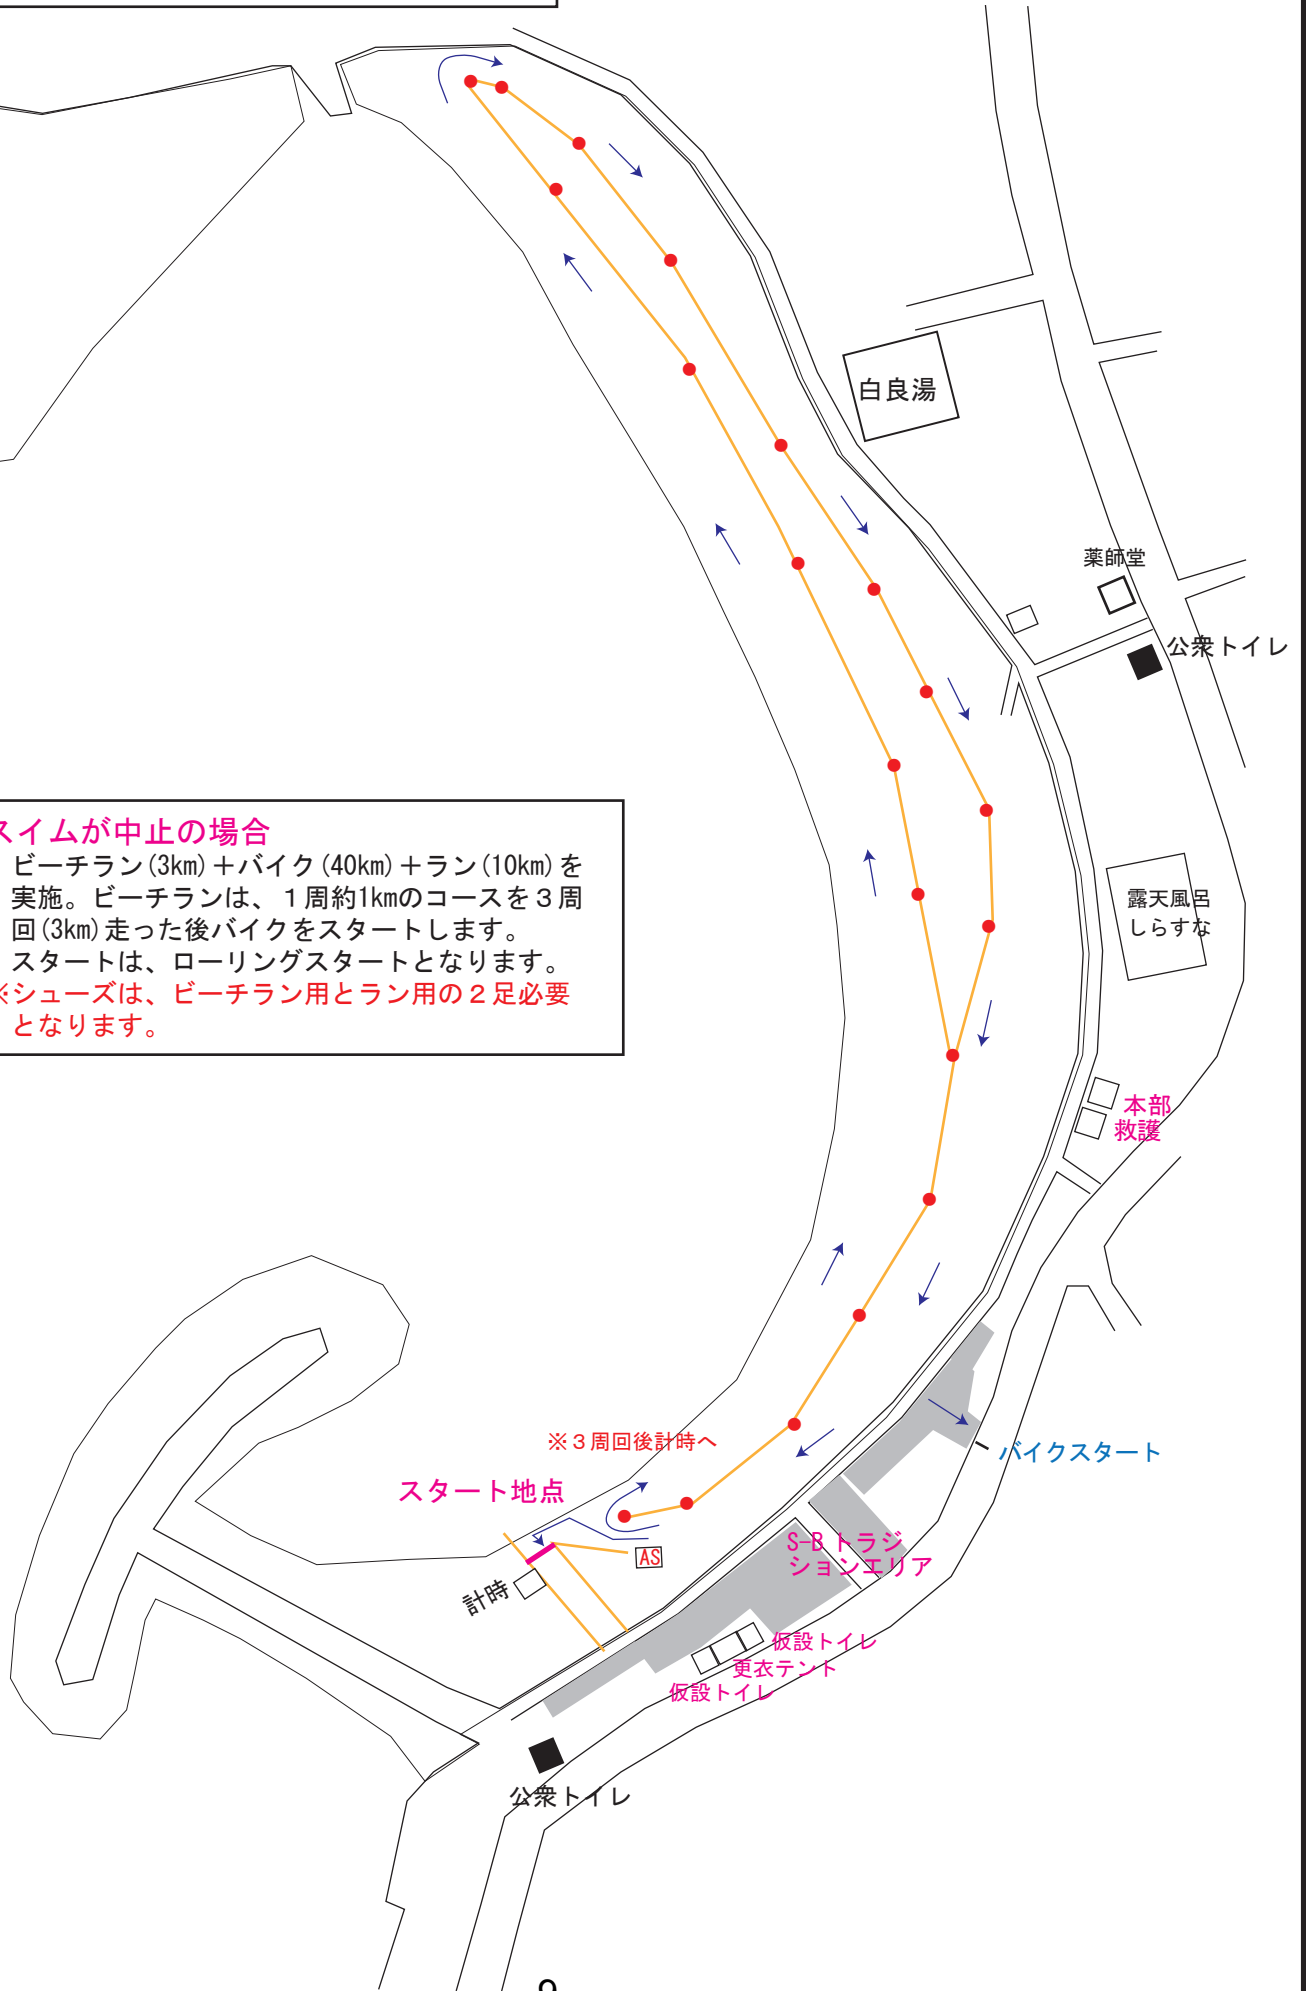 白良湯
薬師堂
公衆トイレ
スイムが中止の場合
ビーチラン(3km)＋バイク(40km)＋ラン(10km)を
実施。ビーチランは、１周約1kmのコースを３周
回(3km)走った後バイクをスタートします。
スタートは、ローリングスタートとなります。
※シューズは、ビーチラン用とラン用の２足必要
となります。
露天風呂
しらすな
本部
救護
※３周回後計時へ
バイクスタート
スタート地点
S-Bトラジ
ションエリア
AS
計時
仮設トイレ
更衣テント
仮設トイレ
公衆トイレ